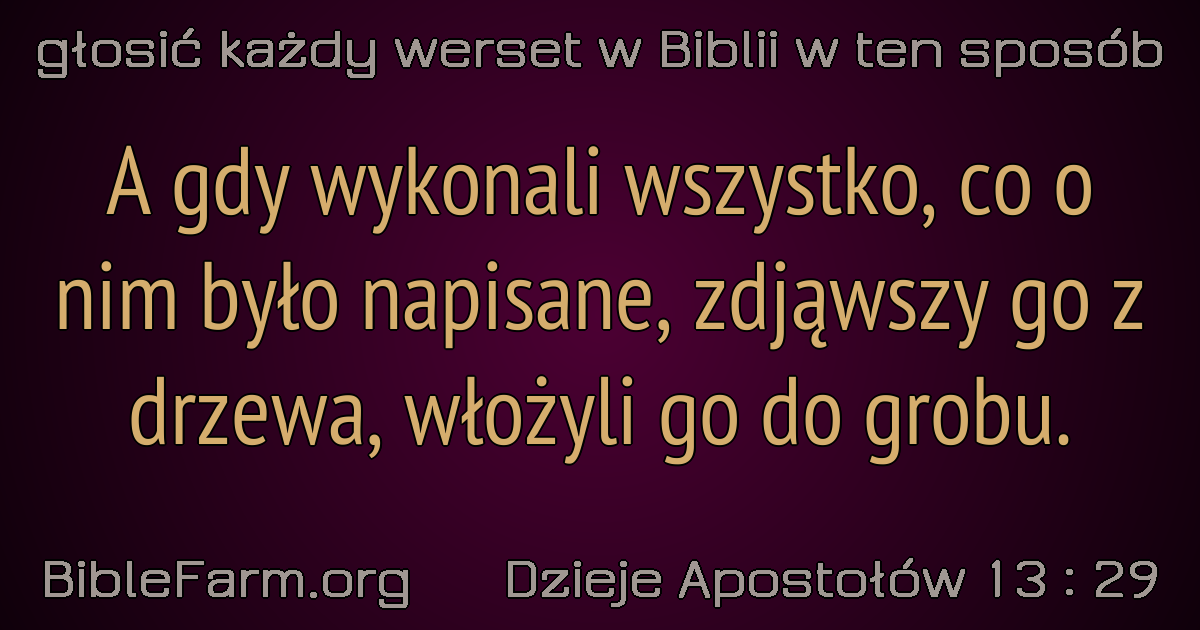 głosić każdy werset w Biblii w ten sposób
A gdy wykonali wszystko, co o
nim było napisane, zdjąwszy go z
drzewa, włożyli go do grobu.
BibleFarm.org Dzieje Apostołów 13 : 29